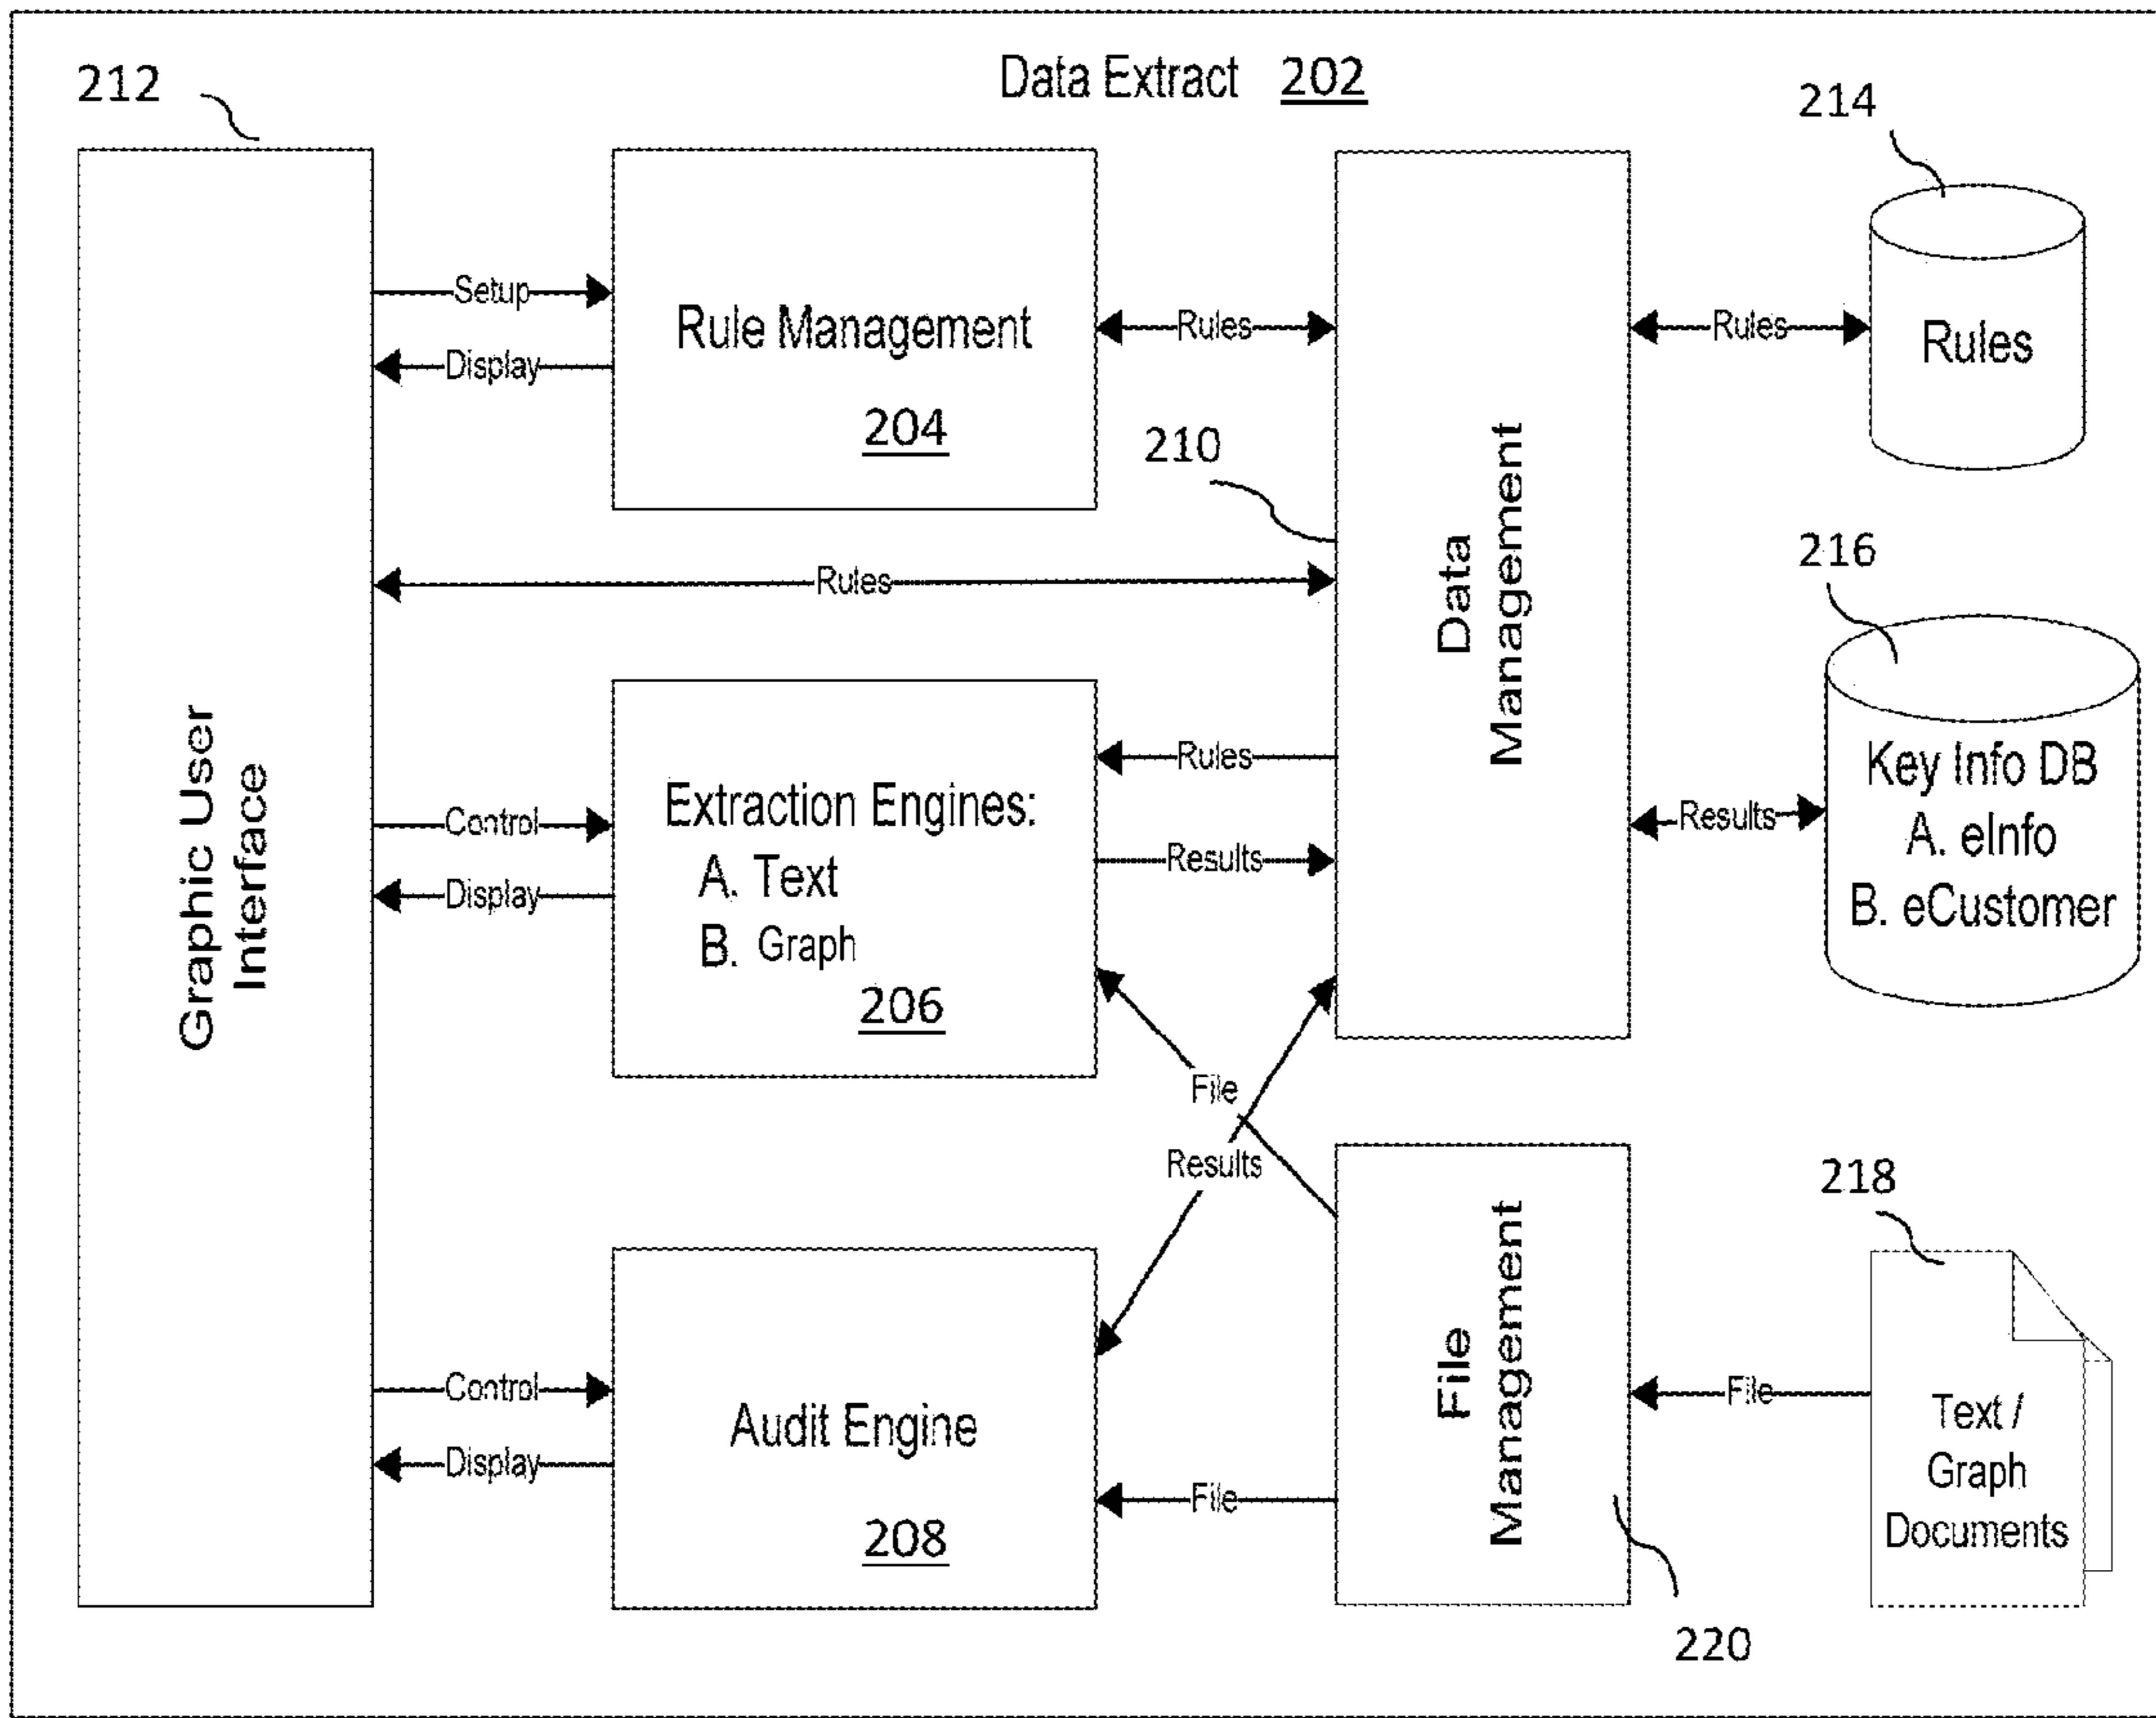 Data Extract 202
212
214
Setup
Display
Rule Management
204
Rules
Rules
Rules
210
Rules
216
Graphic User
Interface
Data
Management
Control
Display
Extraction Engines:
A. Text
B. Graph
206
Rules
Results
Results
Key Info DB
A. eInfo
B. eCustomer
File
Results
218
Control
Display
Audit Engine
208
File
File
Management
File
Text /
Graph
Documents
220